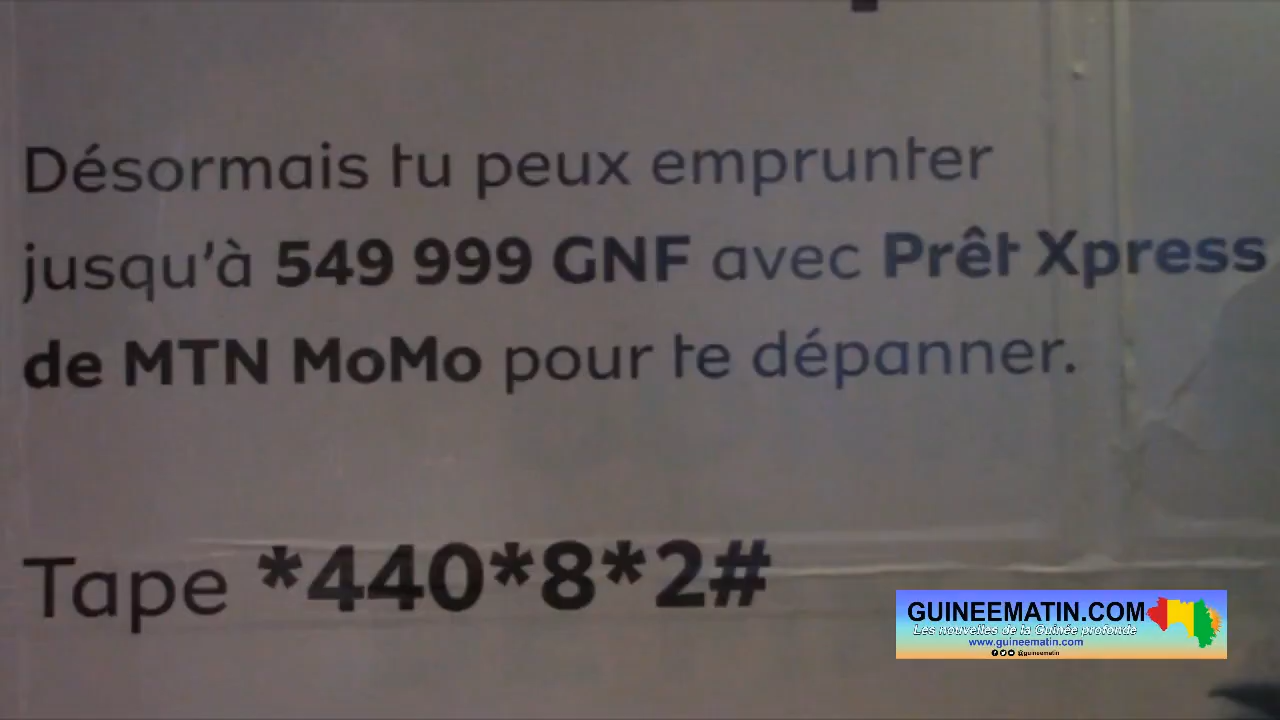 Désormais tu peux emprunter
jusqu'à 549 999 GNF avec Prêt Xpress
de MTN MoMo pour te dépanner.
Tape *440*8*2#
GUINEEMATIN.COM
Les nouvelles de la Guinée profonde
www.guineematin.com
@guineematin